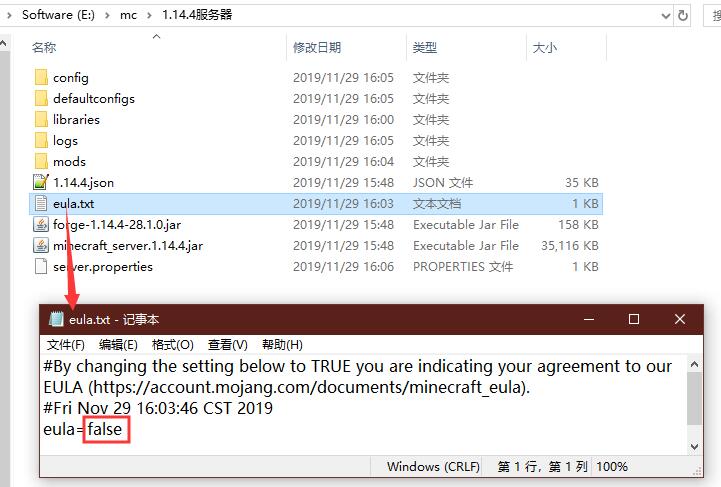 Software (E:) > mc > 1.14.4服务器
名称 修改日期 类型 大小
config 2019/11/29 16:05 文件夹
defaultconfigs 2019/11/29 16:05 文件夹
libraries 2019/11/29 16:00 文件夹
logs 2019/11/29 16:05 文件夹
mods 2019/11/29 16:04 文件夹
1.14.4.json 2019/11/29 15:48 JSON 文件 35 KB
eula.txt 2019/11/29 16:03 文本文档 1 KB
forge-1.14.4-28.1.0.jar 2019/11/29 15:48 Executable Jar File 158 KB
minecraft_server.1.14.4.jar 2019/11/29 15:48 Executable Jar File 35,116 KB
server.properties 2019/11/29 16:06 PROPERTIES 文件 1 KB
eula.txt - 记事本
文件(F) 编辑(E) 格式(O) 查看(V) 帮助(H)
#By changing the setting below to TRUE you are indicating your agreement to our
EULA (https://account.mojang.com/documents/minecraft_eula).
#Fri Nov 29 16:03:46 CST 2019
eula=false
Windows (CRLF) 第 1 行，第 1 列 100%